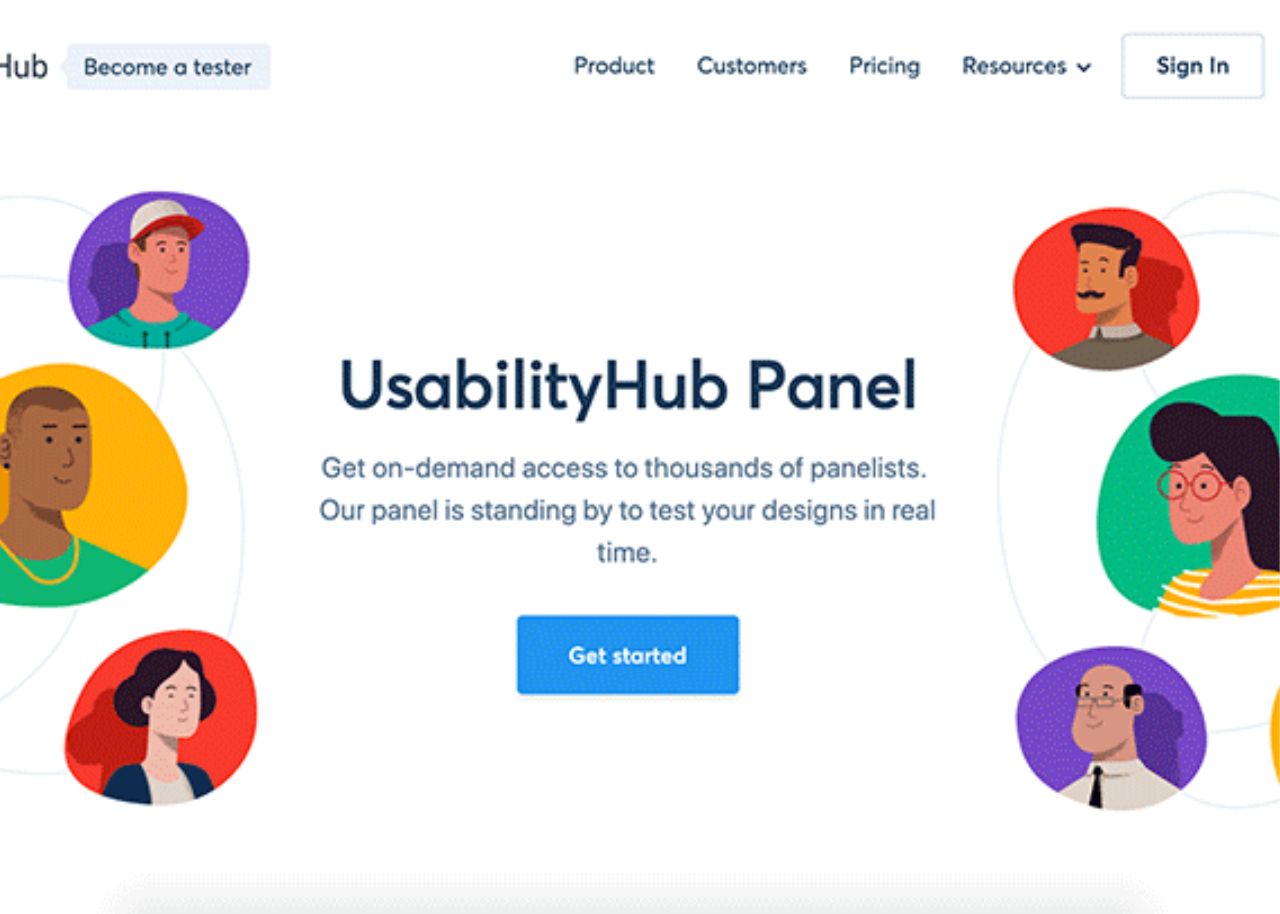 Hub
Become a tester
Product
Customers
Pricing
Resources
Sign In
UsabilityHub Panel
Get on-demand access to thousands of panelists.
Our panel is standing by to test your designs in real
time.
Get started